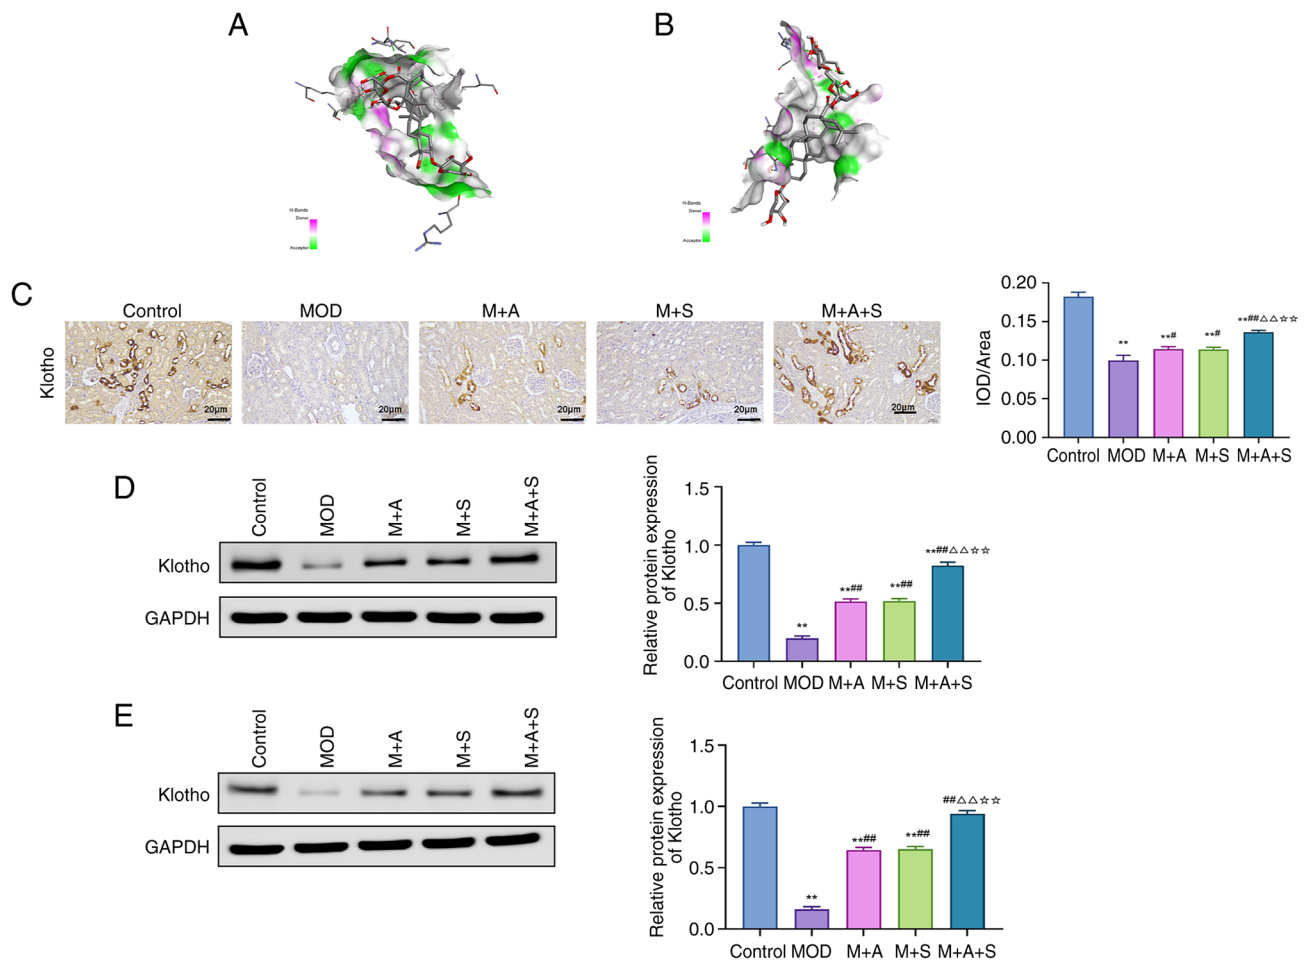 A
B
H-Bonds
Donor
Acceptor
H-Bonds
Donor
Acceptor
C
Control
MOD
M+A
M+S
M+A+S
Klotho
20μm
20μm
20μm
20μm
20μm
IOD/Area
0.20
0.15
0.10
0.05
0.00
**
**#
**#
**##△△☆☆
Control
MOD
M+A
M+S
M+A+S
D
Control
MOD
M+A
M+S
M+A+S
Klotho
GAPDH
Relative protein expression
of Klotho
1.5
1.0
0.5
0.0
**
**##
**##
**##△△☆☆
Control
MOD
M+A
M+S
M+A+S
E
Control
MOD
M+A
M+S
M+A+S
Klotho
GAPDH
Relative protein expression
of Klotho
1.5
1.0
0.5
0.0
**
**##
**##
##△△☆☆
Control
MOD
M+A
M+S
M+A+S